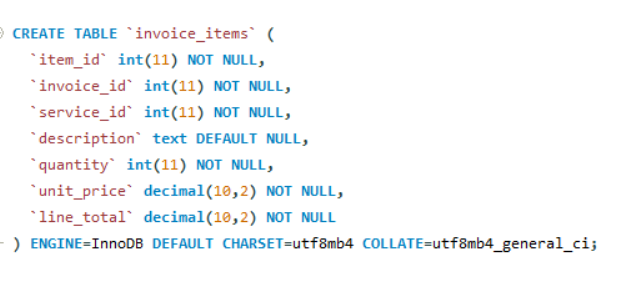 CREATE TABLE `invoice_items` (
  `item_id` int(11) NOT NULL,
  `invoice_id` int(11) NOT NULL,
  `service_id` int(11) NOT NULL,
  `description` text DEFAULT NULL,
  `quantity` int(11) NOT NULL,
  `unit_price` decimal(10,2) NOT NULL,
  `line_total` decimal(10,2) NOT NULL
) ENGINE=InnoDB DEFAULT CHARSET=utf8mb4 COLLATE=utf8mb4_general_ci;